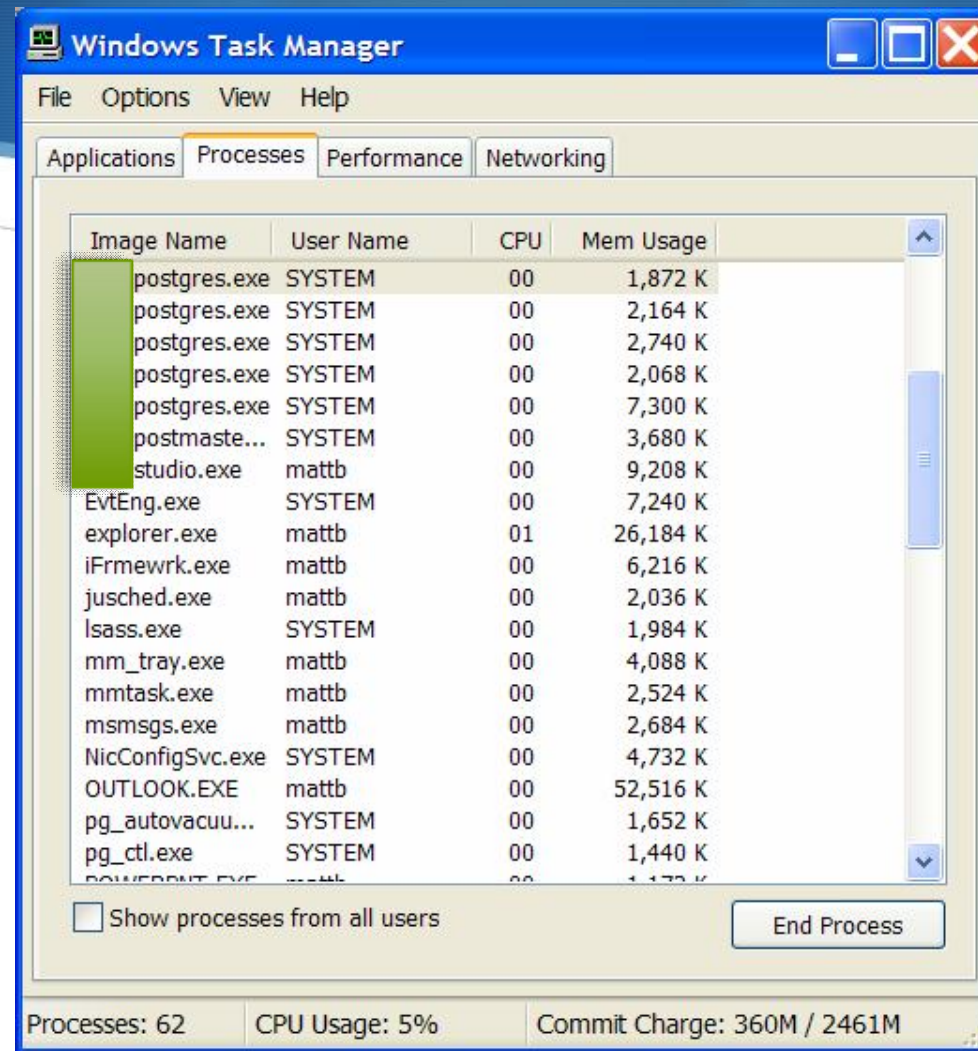 Windows Task Manager
File Options View Help
Applications Processes Performance Networking
Image Name User Name CPU Mem Usage
postgres.exe SYSTEM 00 1,872 K
postgres.exe SYSTEM 00 2,164 K
postgres.exe SYSTEM 00 2,740 K
postgres.exe SYSTEM 00 2,068 K
postgres.exe SYSTEM 00 7,300 K
postmaste... SYSTEM 00 3,680 K
studio.exe mattb 00 9,208 K
EvtEng.exe SYSTEM 00 7,240 K
explorer.exe mattb 01 26,184 K
iFrmewrk.exe mattb 00 6,216 K
jusched.exe mattb 00 2,036 K
lsass.exe SYSTEM 00 1,984 K
mm_tray.exe mattb 00 4,088 K
mmtask.exe mattb 00 2,524 K
msmsgs.exe mattb 00 2,684 K
NicConfigSvc.exe SYSTEM 00 4,732 K
OUTLOOK.EXE mattb 00 52,516 K
pg_autovacuu... SYSTEM 00 1,652 K
pg_ctl.exe SYSTEM 00 1,440 K
Show processes from all users End Process
Processes: 62 CPU Usage: 5% Commit Charge: 360M / 2461M